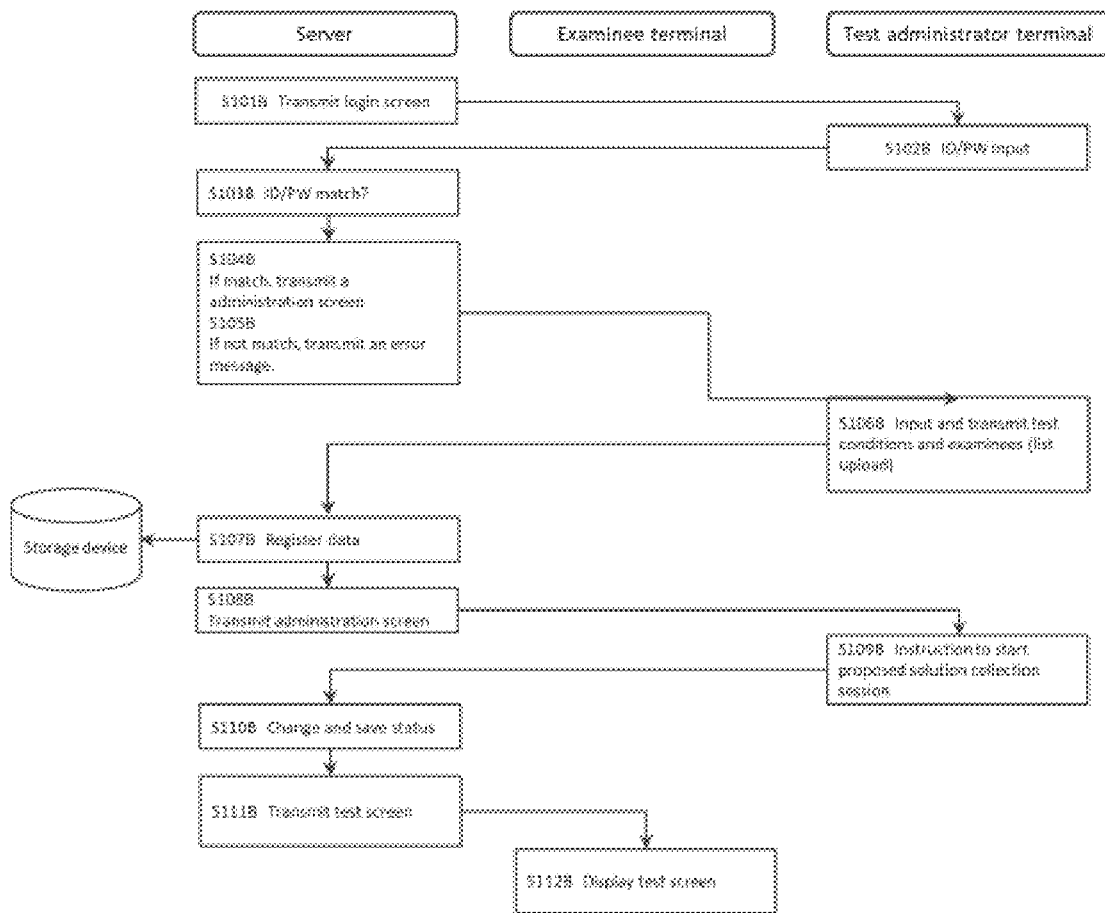 Server
Examinee terminal
Test administrator terminal
S101B Transmit login screen
S102B ID/PW input
S103B ID/PW match?
S104B
If match, transmit a
administration screen
S105B
If not match, transmit an error
message.
S106B Input and transmit test
conditions and examinees (list
upload)
Storage device
S107B Register data
S108B
Transmit administration screen
S109B Instruction to start
proposed solution collection
session
S110B Change and save status
S111B Transmit test screen
S112B Display test screen